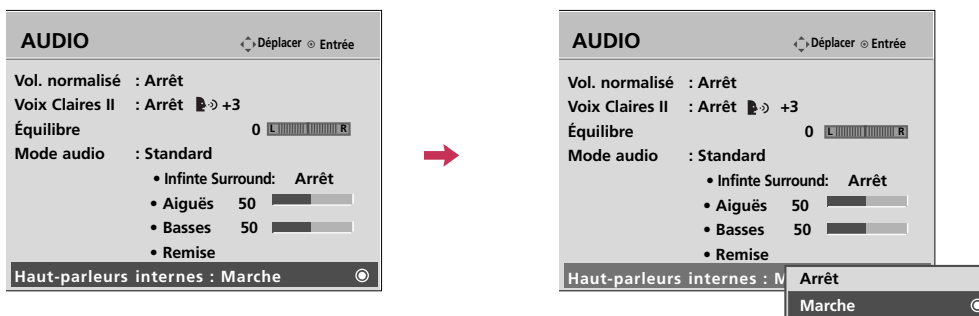 AUDIO
Déplacer Entrée
Vol. normalisé : Arrêt
Voix Claires II : Arrêt +3
Équilibre 0 L R
Mode audio : Standard
• Infinte Surround: Arrêt
• Aiguës 50
• Basses 50
• Remise
Haut-parleurs internes : Marche
AUDIO
Déplacer Entrée
Vol. normalisé : Arrêt
Voix Claires II : Arrêt +3
Équilibre 0 L R
Mode audio : Standard
• Infinte Surround: Arrêt
• Aiguës 50
• Basses 50
• Remise
Haut-parleurs internes : M
Arrêt
Marche